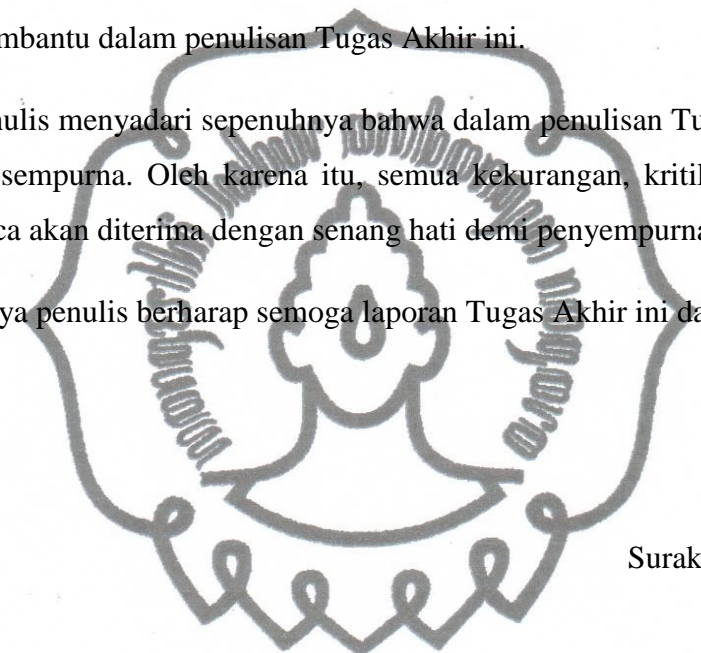 mbantu dalam penulisan Tugas Akhir ini.
nulis menyadari sepenuhnya bahwa dalam penulisan Tu
sempurna. Oleh karena itu, semua kekurangan, kritik
ca akan diterima dengan senang hati demi penyempurna
ya penulis berharap semoga laporan Tugas Akhir ini da
Surak